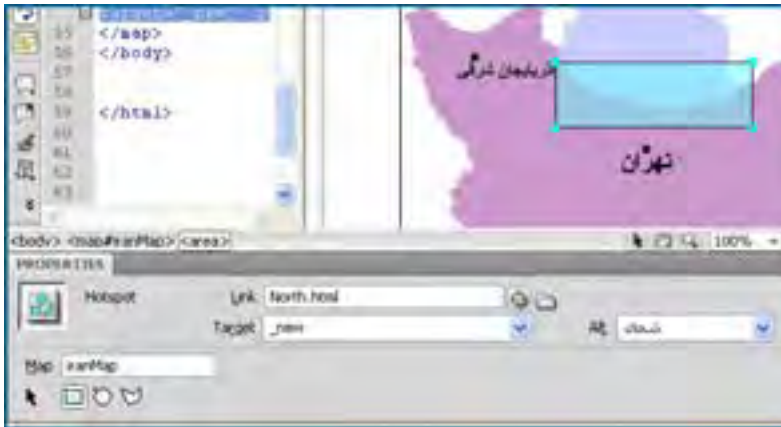 55 </map>
56 </body>
57
58
59 </html>
60
61
62
63
آذربایجان شرقی
تهران
<body> <map#iranMap> <area>
100%
PROPERTIES
Hotspot
Link North.html
Target _new
Alt شمال
Map iranMap